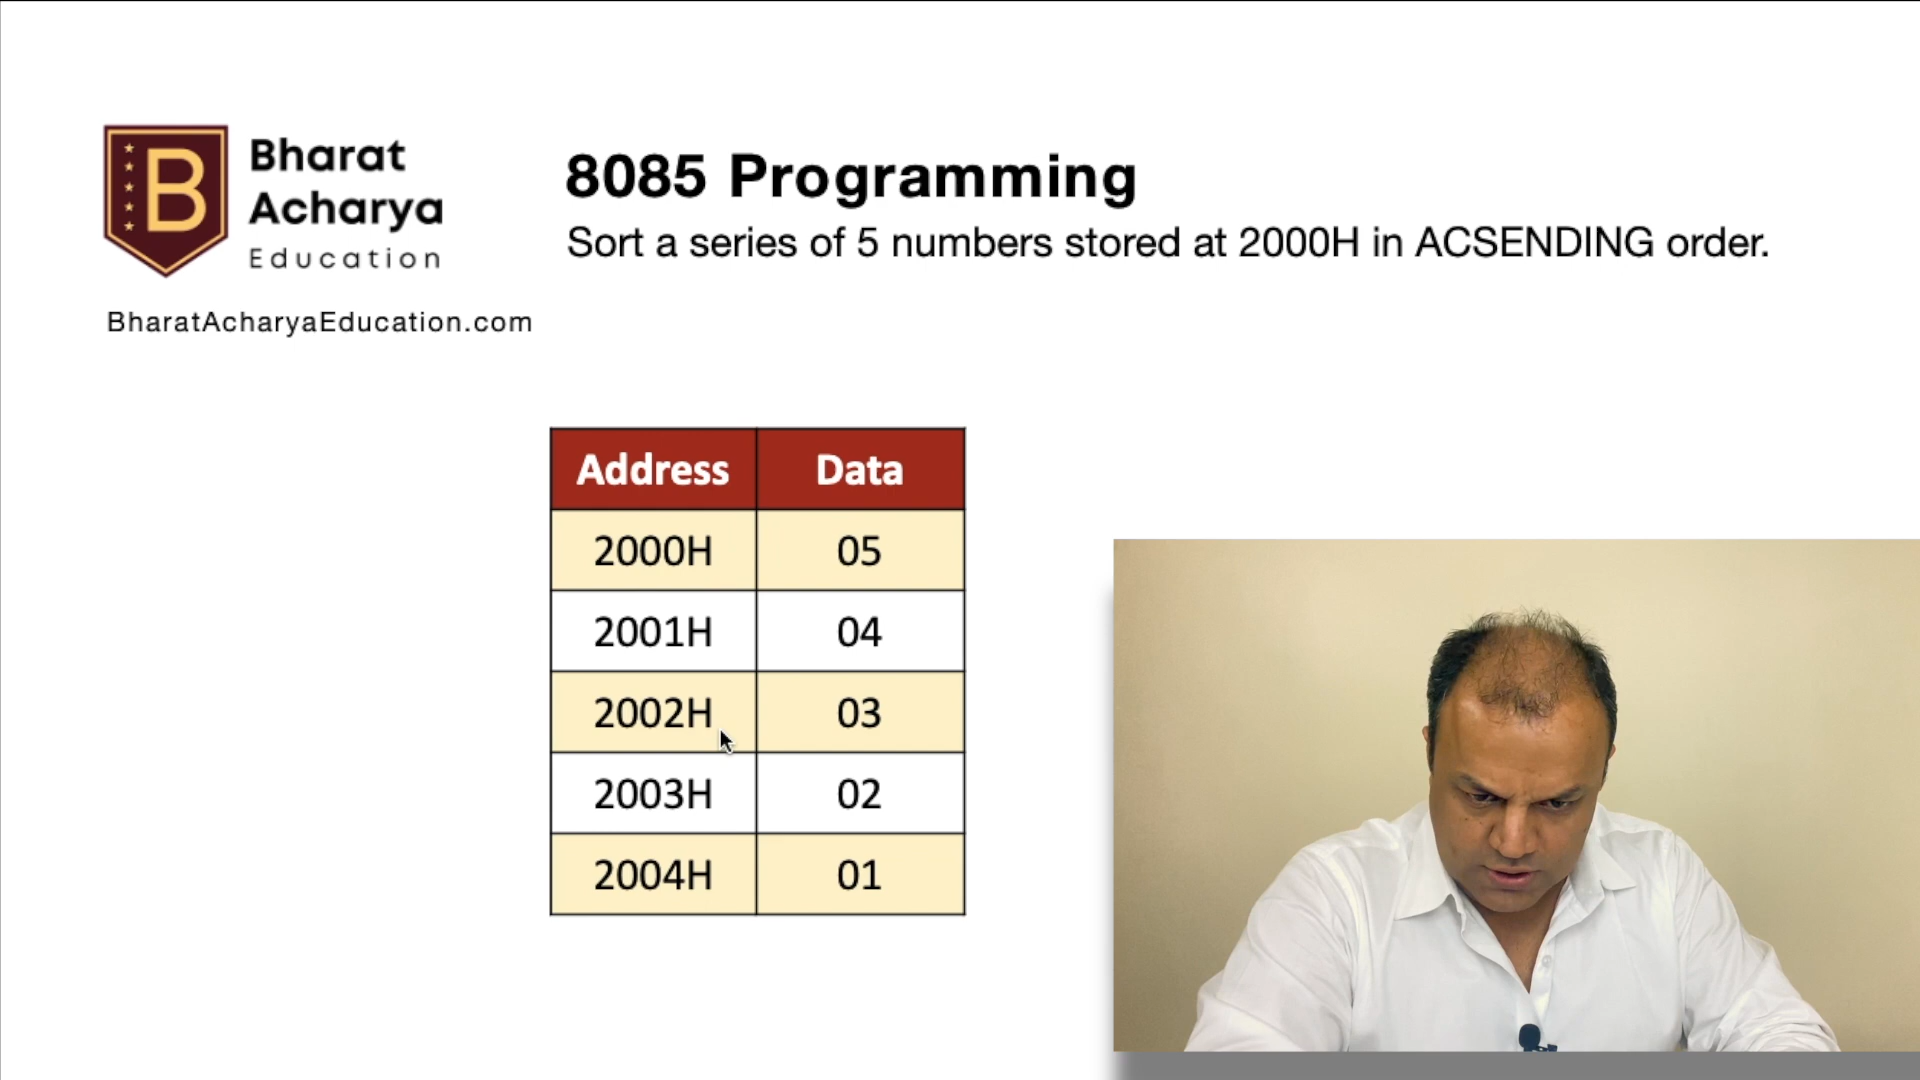 B
Bharat
Acharya
Education
BharatAcharyaEducation.com
8085 Programming
Sort a series of 5 numbers stored at 2000H in ACSENDING order.
Address Data
2000H 05
2001H 04
2002H 03
2003H 02
2004H 01